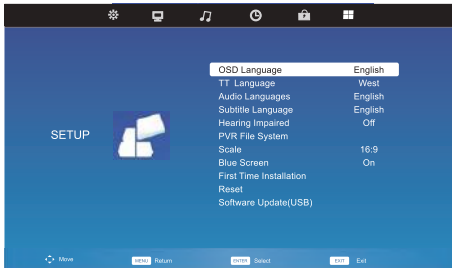 OSD Language English
TT Language West
Audio Languages English
Subtitle Language English
Hearing Impaired Off
SETUP
PVR File System
Scale 16:9
Blue Screen On
First Time Installation
Reset
Software Update(USB)
Move MENU Return ENTER Select EXIT Exit